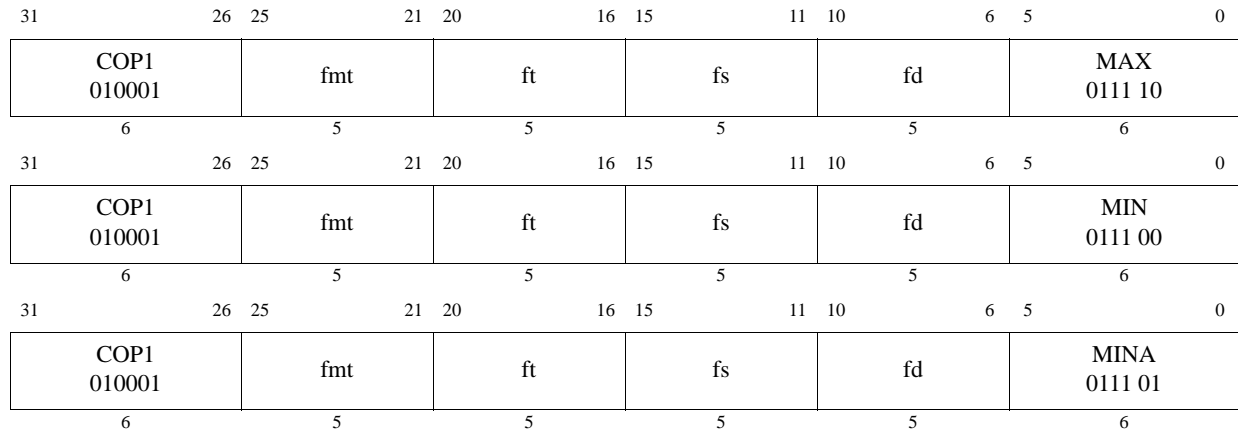 31 26 25 21 20 16 15 11 10 6 5 0
COP1 fmt ft fs fd MAX
010001 0111 10
6 5 5 5 5 6
31 26 25 21 20 16 15 11 10 6 5 0
COP1 fmt ft fs fd MIN
010001 0111 00
6 5 5 5 5 6
31 26 25 21 20 16 15 11 10 6 5 0
COP1 fmt ft fs fd MINA
010001 0111 01
6 5 5 5 5 6